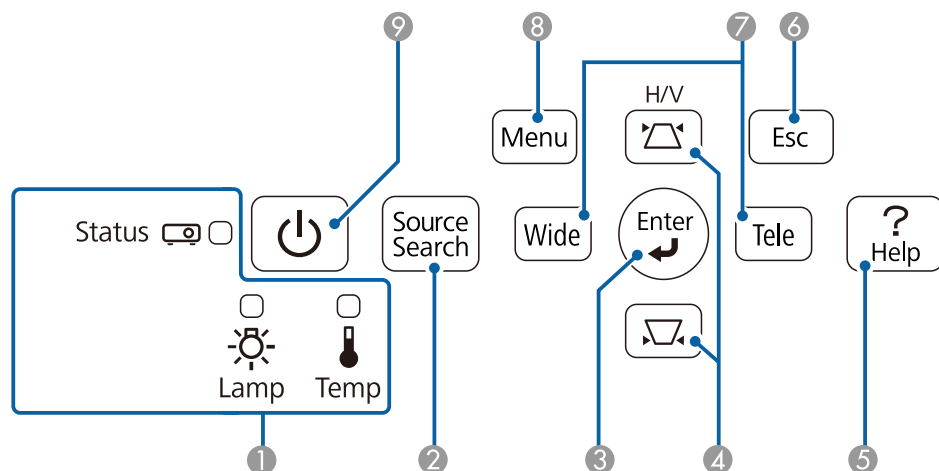 9
8
7
6
H/V
Menu
Esc
Status
Source
Search
Wide
Enter
Tele
?
Help
Lamp
Temp
1
2
3
4
5